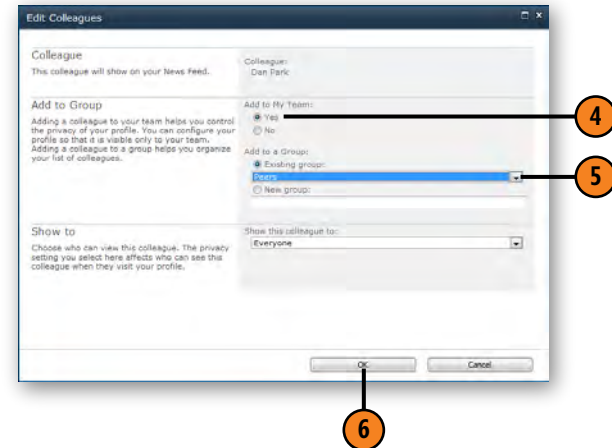 Edit Colleagues
Colleague
This colleague will show on your News Feed.
Colleague:
Dan Park
Add to Group
Adding a colleague to your team helps you control
the privacy of your profile. You can configure your
profile so that it is visible only to your team.
Adding a colleague to a group helps you organize
your list of colleagues.
Add to My Team:
Yes
No
Add to a Group:
Existing group:
Peers
New group:
4
5
Show to
Choose who can view this colleague. The privacy
setting you select here affects who can see this
colleague when they visit your profile.
Show this colleague to:
Everyone
OK
Cancel
6